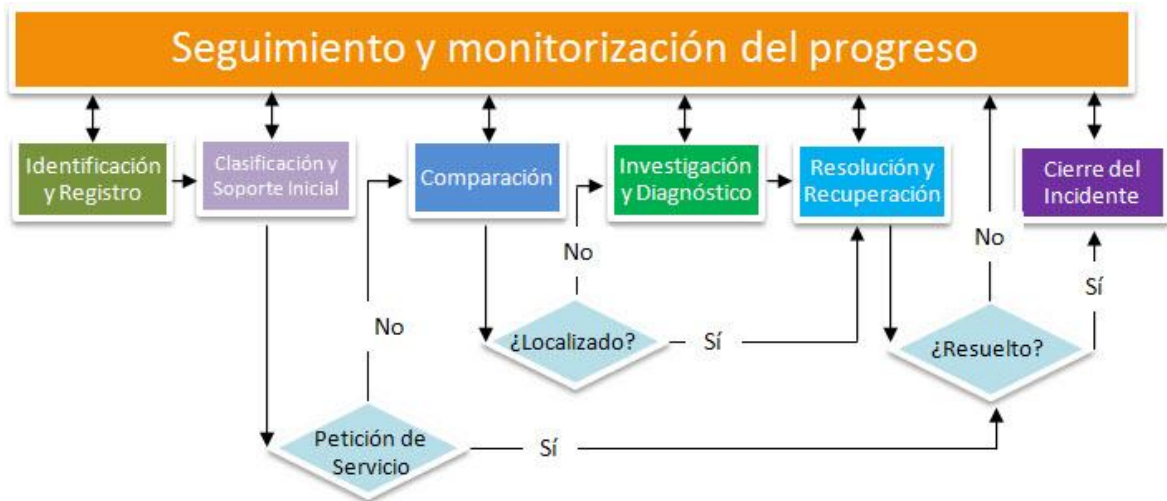 Seguimiento y monitorización del progreso
Identificación
y Registro
Clasificación y
Soporte Inicial
Comparación
Investigación
y Diagnóstico
Resolución y
Recuperación
Cierre del
Incidente
No
No
No
Sí
¿Localizado?
Sí
¿Resuelto?
Petición de
Servicio
Sí